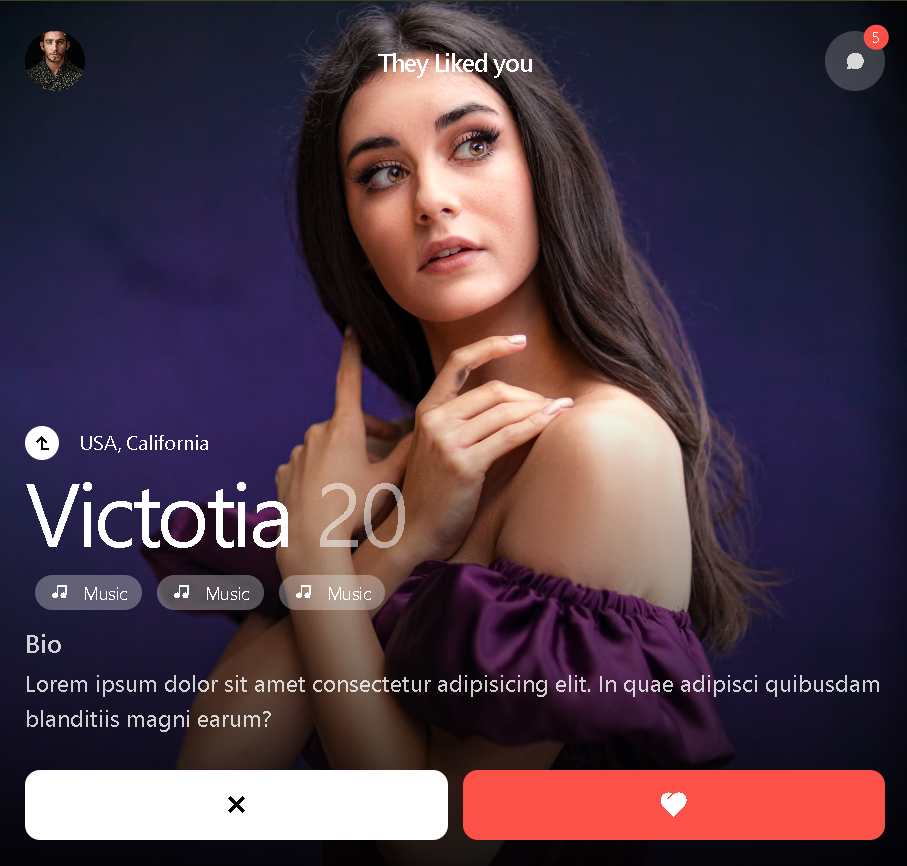 They Liked you
5
USA, California
Victotia 20
Music Music Music
Bio
Lorem ipsum dolor sit amet consectetur adipisicing elit. In quae adipisci quibusdam
blanditiis magni earum?